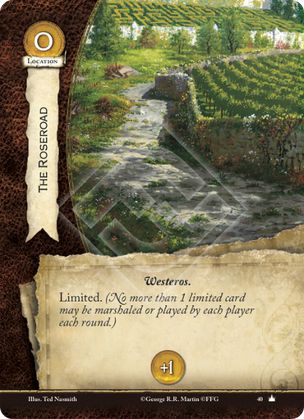 0
LOCATION
THE ROSEROAD
Westeros.
Limited. (No more than 1 limited card
may be marshaled or played by each player
each round.)
+1
Illus. Ted Nasmith
©George R.R. Martin ©FFG
40